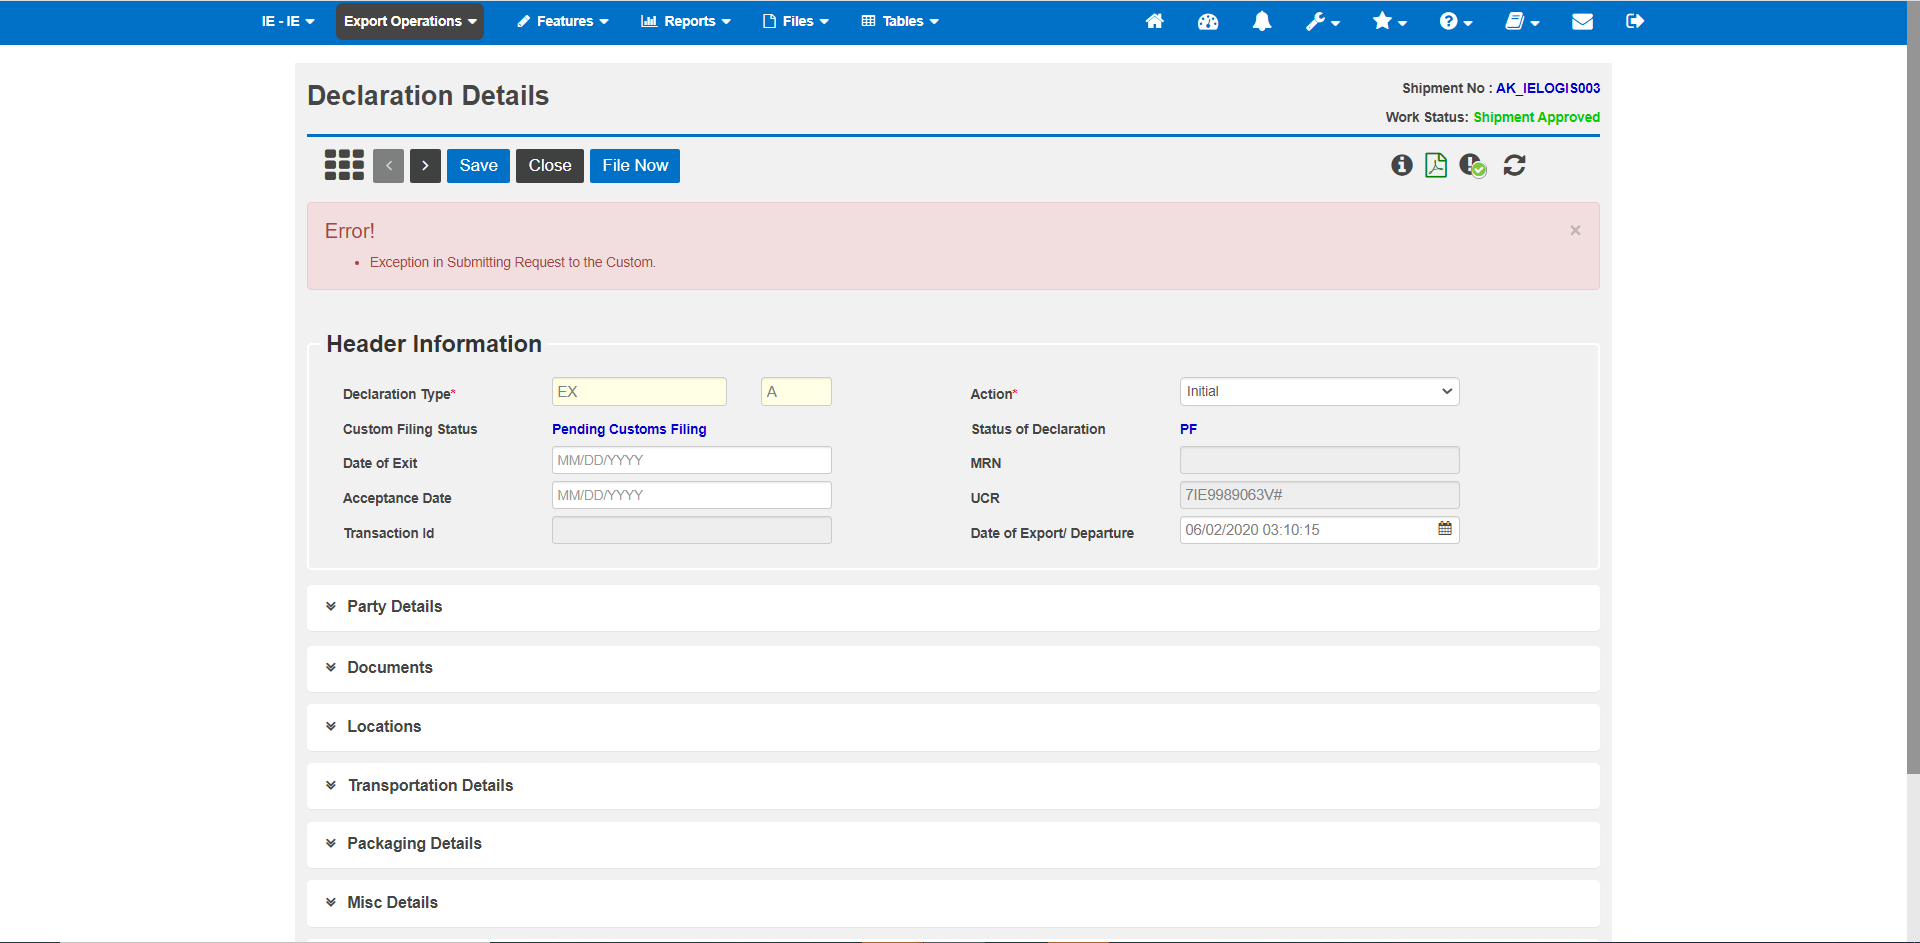 IE - IE
Export Operations
Features
Reports
Files
Tables
Declaration Details
Shipment No : AK_IELOGIS003
Work Status: Shipment Approved
Save
Close
File Now
Error!
Exception in Submitting Request to the Custom.
Header Information
Declaration Type* EX A
Action* Initial
Custom Filing Status Pending Customs Filing
Status of Declaration PF
Date of Exit MM/DD/YYYY
MRN
Acceptance Date MM/DD/YYYY
UCR 7IE9989063V#
Transaction Id
Date of Export/ Departure 06/02/2020 03:10:15
Party Details
Documents
Locations
Transportation Details
Packaging Details
Misc Details